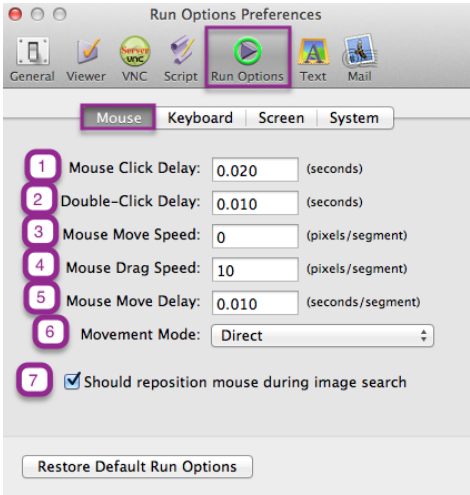 Run Options Preferences
Server
VNC
General Viewer VNC Script Run Options Text Mail
Mouse Keyboard Screen System
1 Mouse Click Delay: 0.020 (seconds)
2 Double-Click Delay: 0.010 (seconds)
3 Mouse Move Speed: 0 (pixels/segment)
4 Mouse Drag Speed: 10 (pixels/segment)
5 Mouse Move Delay: 0.010 (seconds/segment)
6 Movement Mode: Direct
7 Should reposition mouse during image search
Restore Default Run Options